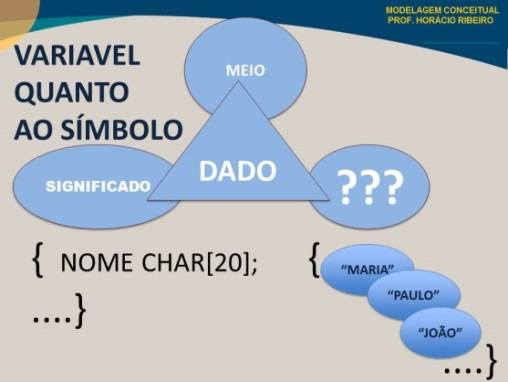 MODELAGEM CONCEITUAL
PROF. HORÁCIO RIBEIRO
VARIAVEL
QUANTO
AO SÍMBOLO
MEIO
SIGNIFICADO
DADO
???
{ NOME CHAR[20];
....}
{
“MARIA”
“PAULO”
“JOÃO”
....}